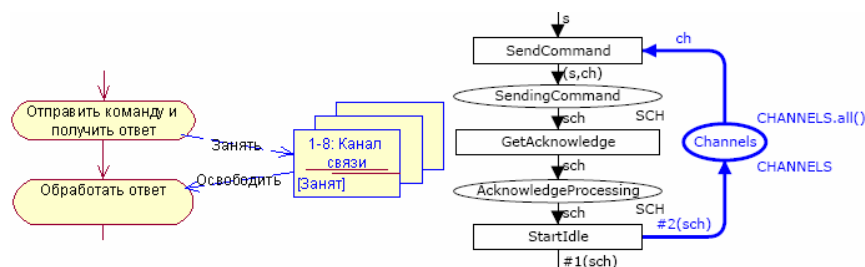 Отправить команду и
получить ответ
Обработать ответ
Занять
Освободить
1-8: Канал
связи
[Занят]
s
SendCommand
(s,ch)
SendingCommand
sch
SCH
GetAcknowledge
sch
AcknowledgeProcessing
sch
SCH
StartIdle
#1(sch)
ch
CHANNELS.all()
Channels
CHANNELS
#2(sch)